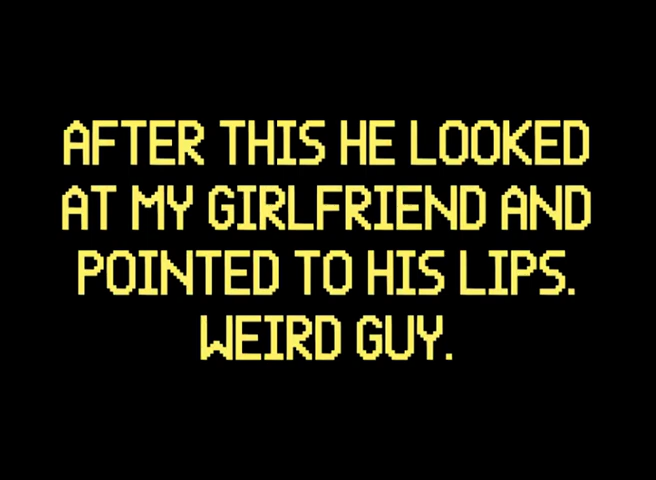 AFTER THIS HE LOOKED
AT MY GIRLFRIEND AND
POINTED TO HIS LIPS.
WEIRD GUY.